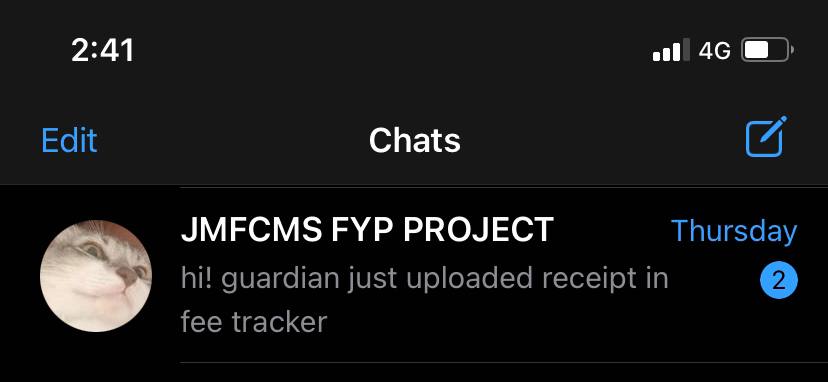 2:41 4G
Edit Chats
JMFCMS FYP PROJECT Thursday
hi! guardian just uploaded receipt in 2
fee tracker